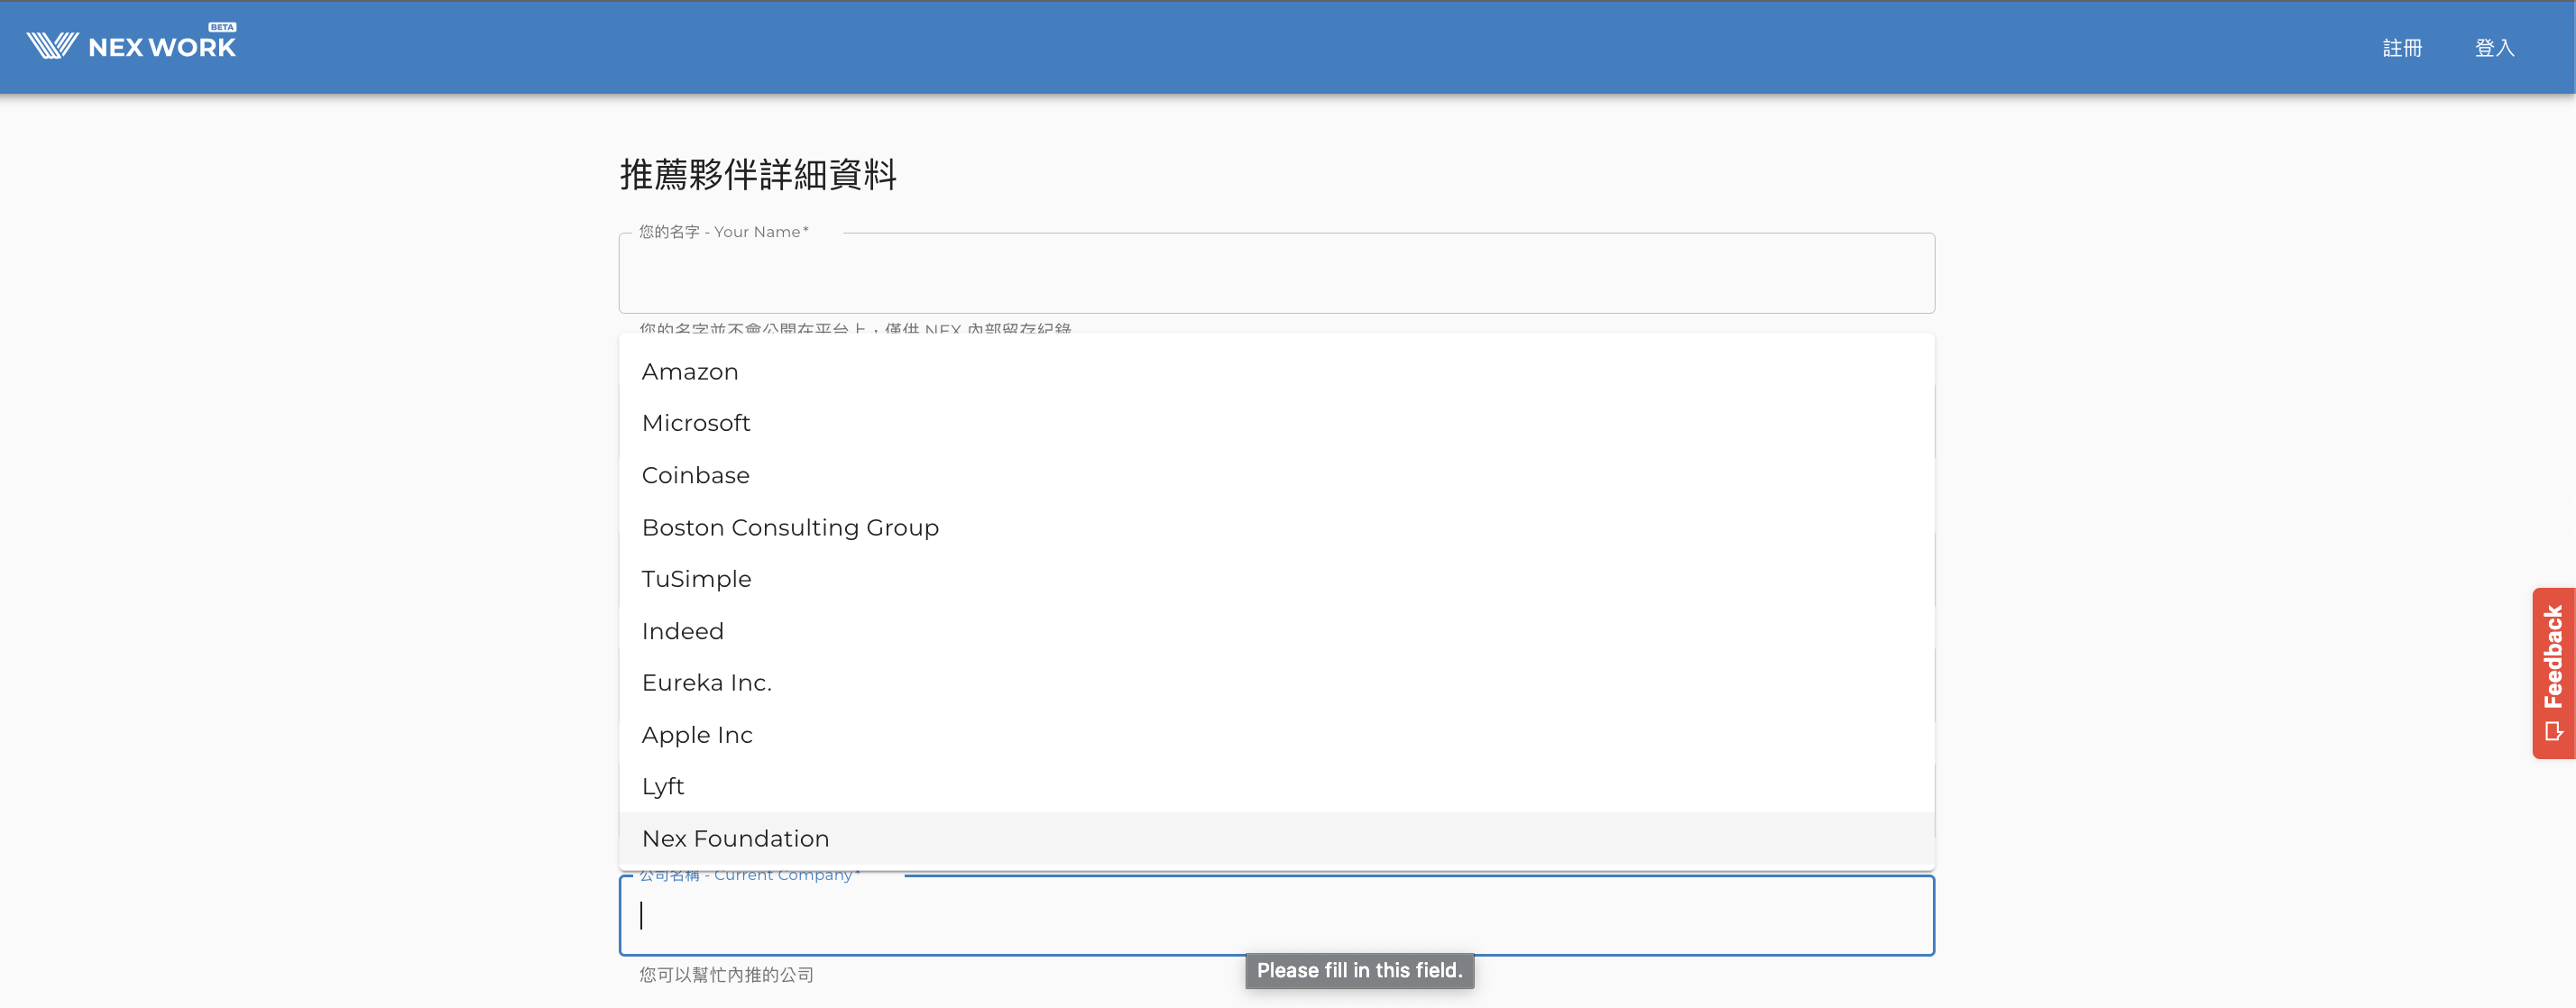 NEX WORK BETA
註冊
登入
推薦夥伴詳細資料
您的名字 - Your Name *
您的名字並不會公開在平台上，僅供 NEX 內部留存紀錄
Amazon
Microsoft
Coinbase
Boston Consulting Group
TuSimple
Indeed
Eureka Inc.
Apple Inc
Lyft
Nex Foundation
公司名稱 - Current Company *
您可以幫忙內推的公司
Please fill in this field.
Feedback